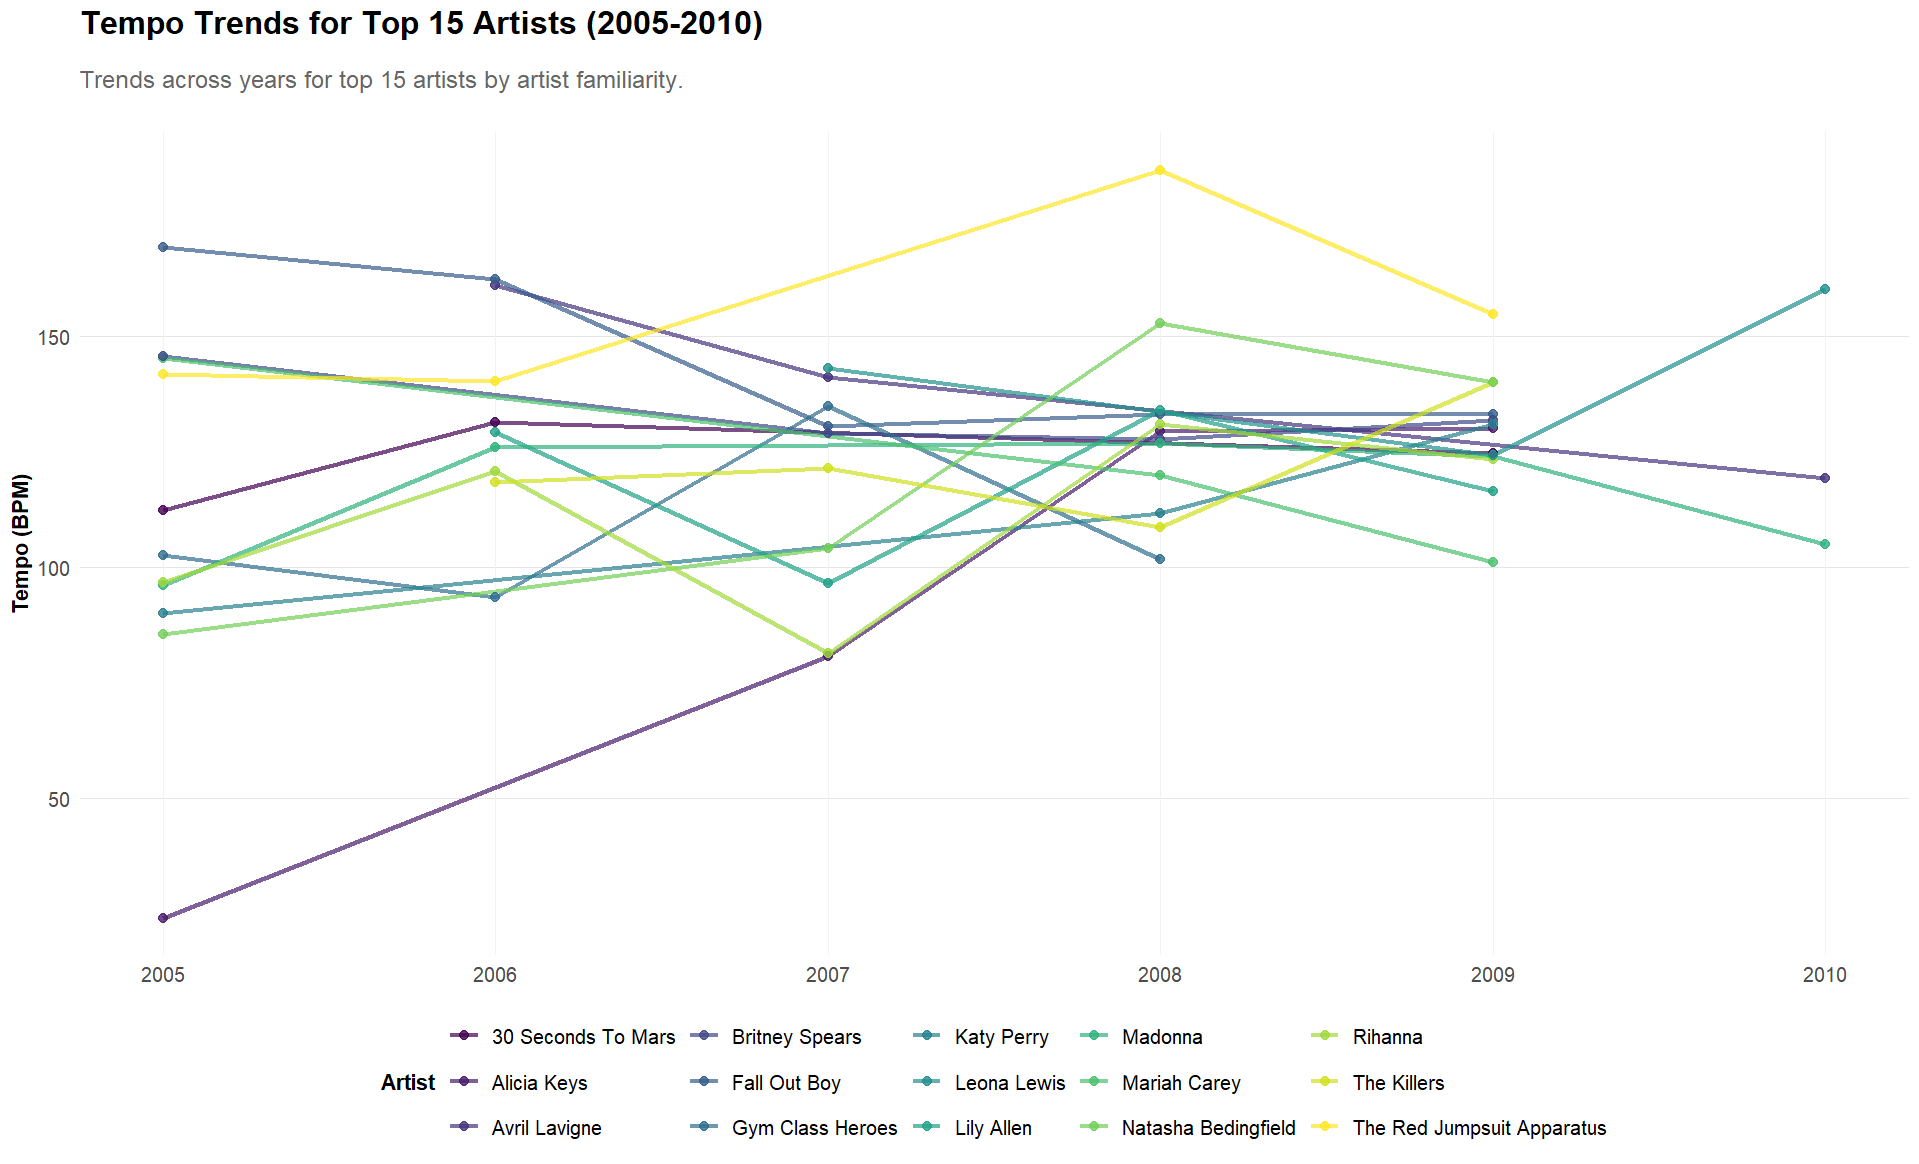 Tempo Trends for Top 15 Artists (2005-2010)
Trends across years for top 15 artists by artist familiarity.
Tempo (BPM)
150
100
50
2005 2006 2007 2008 2009 2010
Artist
30 Seconds To Mars Britney Spears Katy Perry Madonna Rihanna
Alicia Keys Fall Out Boy Leona Lewis Mariah Carey The Killers
Avril Lavigne Gym Class Heroes Lily Allen Natasha Bedingfield The Red Jumpsuit Apparatus